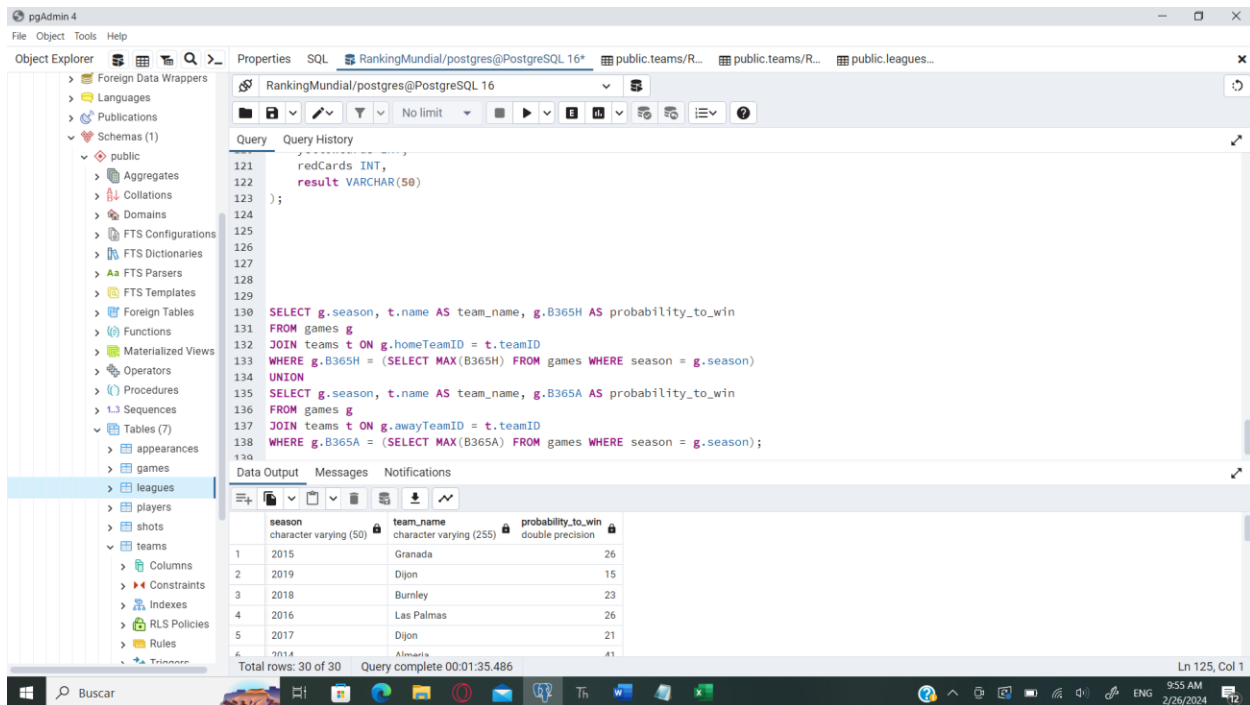 pgAdmin 4
File Object Tools Help
Object Explorer
Properties SQL RankingMundial/postgres@PostgreSQL 16* public.teams/R... public.teams/R... public.leagues...
Foreign Data Wrappers
Languages
Publications
Schemas (1)
public
Aggregates
Collations
Domains
FTS Configurations
FTS Dictionaries
FTS Parsers
FTS Templates
Foreign Tables
Functions
Materialized Views
Operators
Procedures
1..3 Sequences
Tables (7)
appearances
games
leagues
players
shots
teams
Columns
Constraints
Indexes
RLS Policies
Rules
Triggers
RankingMundial/postgres@PostgreSQL 16
No limit
Query Query History
121 redCards INT,
122 result VARCHAR(50)
123 );
124
125
126
127
128
129
130 SELECT g.season, t.name AS team_name, g.B365H AS probability_to_win
131 FROM games g
132 JOIN teams t ON g.homeTeamID = t.teamID
133 WHERE g.B365H = (SELECT MAX(B365H) FROM games WHERE season = g.season)
134 UNION
135 SELECT g.season, t.name AS team_name, g.B365A AS probability_to_win
136 FROM games g
137 JOIN teams t ON g.awayTeamID = t.teamID
138 WHERE g.B365A = (SELECT MAX(B365A) FROM games WHERE season = g.season);
139
Data Output Messages Notifications
season team_name probability_to_win
character varying (50) character varying (255) double precision
1 2015 Granada 26
2 2019 Dijon 15
3 2018 Burnley 23
4 2016 Las Palmas 26
5 2017 Dijon 21
6 2014 Almeria 41
Total rows: 30 of 30 Query complete 00:01:35.486 Ln 125, Col 1
Buscar
ENG
9:55 AM
2/26/2024
12